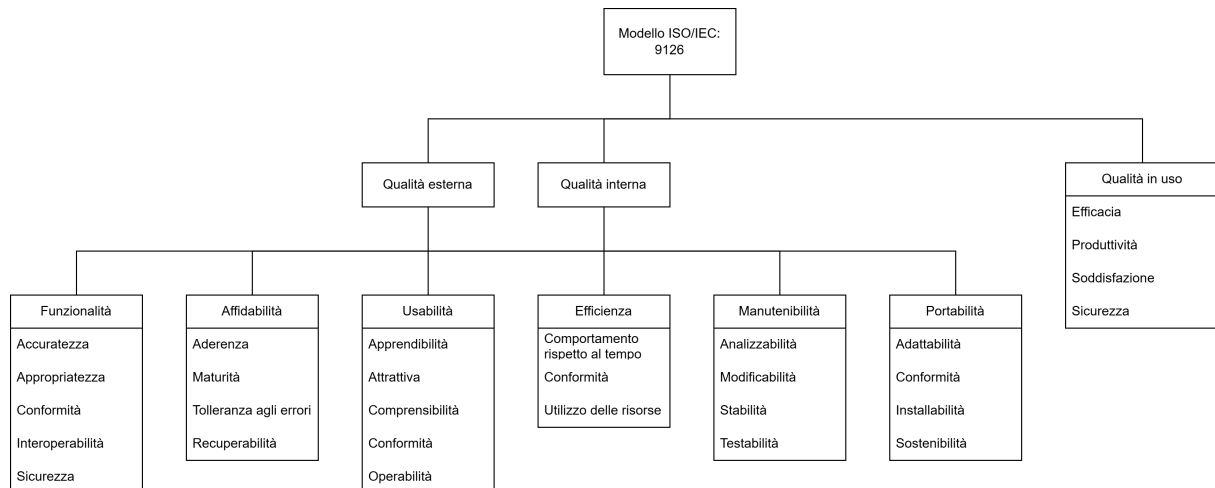 Modello ISO/IEC:
9126
Qualità esterna
Qualità interna
Qualità in uso
Efficacia
Produttività
Soddisfazione
Sicurezza
Funzionalità
Accuratezza
Appropriatezza
Conformità
Interoperabilità
Sicurezza
Affidabilità
Aderenza
Maturità
Tolleranza agli errori
Recuperabilità
Usabilità
Apprendibilità
Attrattiva
Comprensibilità
Conformità
Operabilità
Efficienza
Comportamento
rispetto al tempo
Conformità
Utilizzo delle risorse
Manutenibilità
Analizzabilità
Modificabilità
Stabilità
Testabilità
Portabilità
Adattabilità
Conformità
Installabilità
Sostenibilità